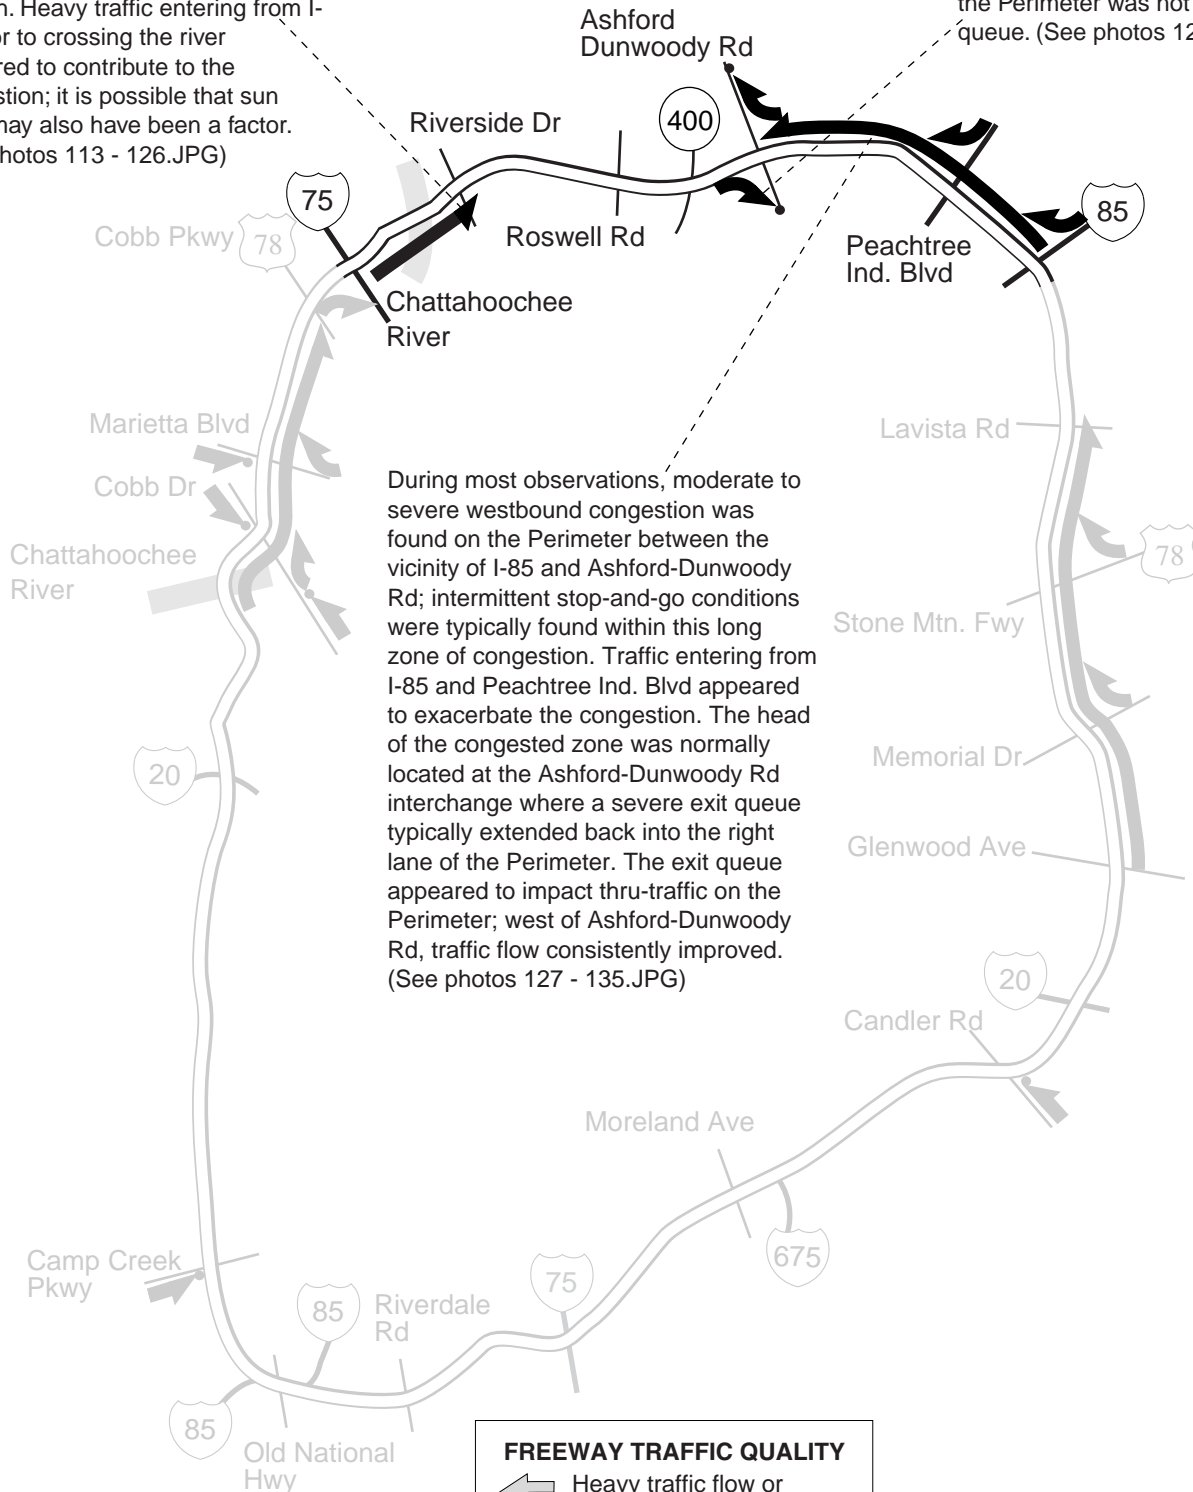 n. Heavy traffic entering from I-
or to crossing the river
red to contribute to the
stion; it is possible that sun
may also have been a factor.
hotos 113 - 126.JPG)
the Perimeter was not
queue. (See photos 12
Ashford
Dunwoody Rd
Riverside Dr
400
75
Cobb Pkwy
78
Roswell Rd
85
Peachtree
Ind. Blvd
Chattahoochee
River
Marietta Blvd
Lavista Rd
Cobb Dr
Chattahoochee
River
78
Stone Mtn. Fwy
During most observations, moderate to
severe westbound congestion was
found on the Perimeter between the
vicinity of I-85 and Ashford-Dunwoody
Rd; intermittent stop-and-go conditions
were typically found within this long
zone of congestion. Traffic entering from
I-85 and Peachtree Ind. Blvd appeared
to exacerbate the congestion. The head
of the congested zone was normally
located at the Ashford-Dunwoody Rd
interchange where a severe exit queue
typically extended back into the right
lane of the Perimeter. The exit queue
appeared to impact thru-traffic on the
Perimeter; west of Ashford-Dunwoody
Rd, traffic flow consistently improved.
(See photos 127 - 135.JPG)
20
Memorial Dr
Glenwood Ave
20
Candler Rd
Moreland Ave
675
Camp Creek
Pkwy
75
85
Riverdale
Rd
85
Old National
Hwy
FREEWAY TRAFFIC QUALITY
Heavy traffic flow or